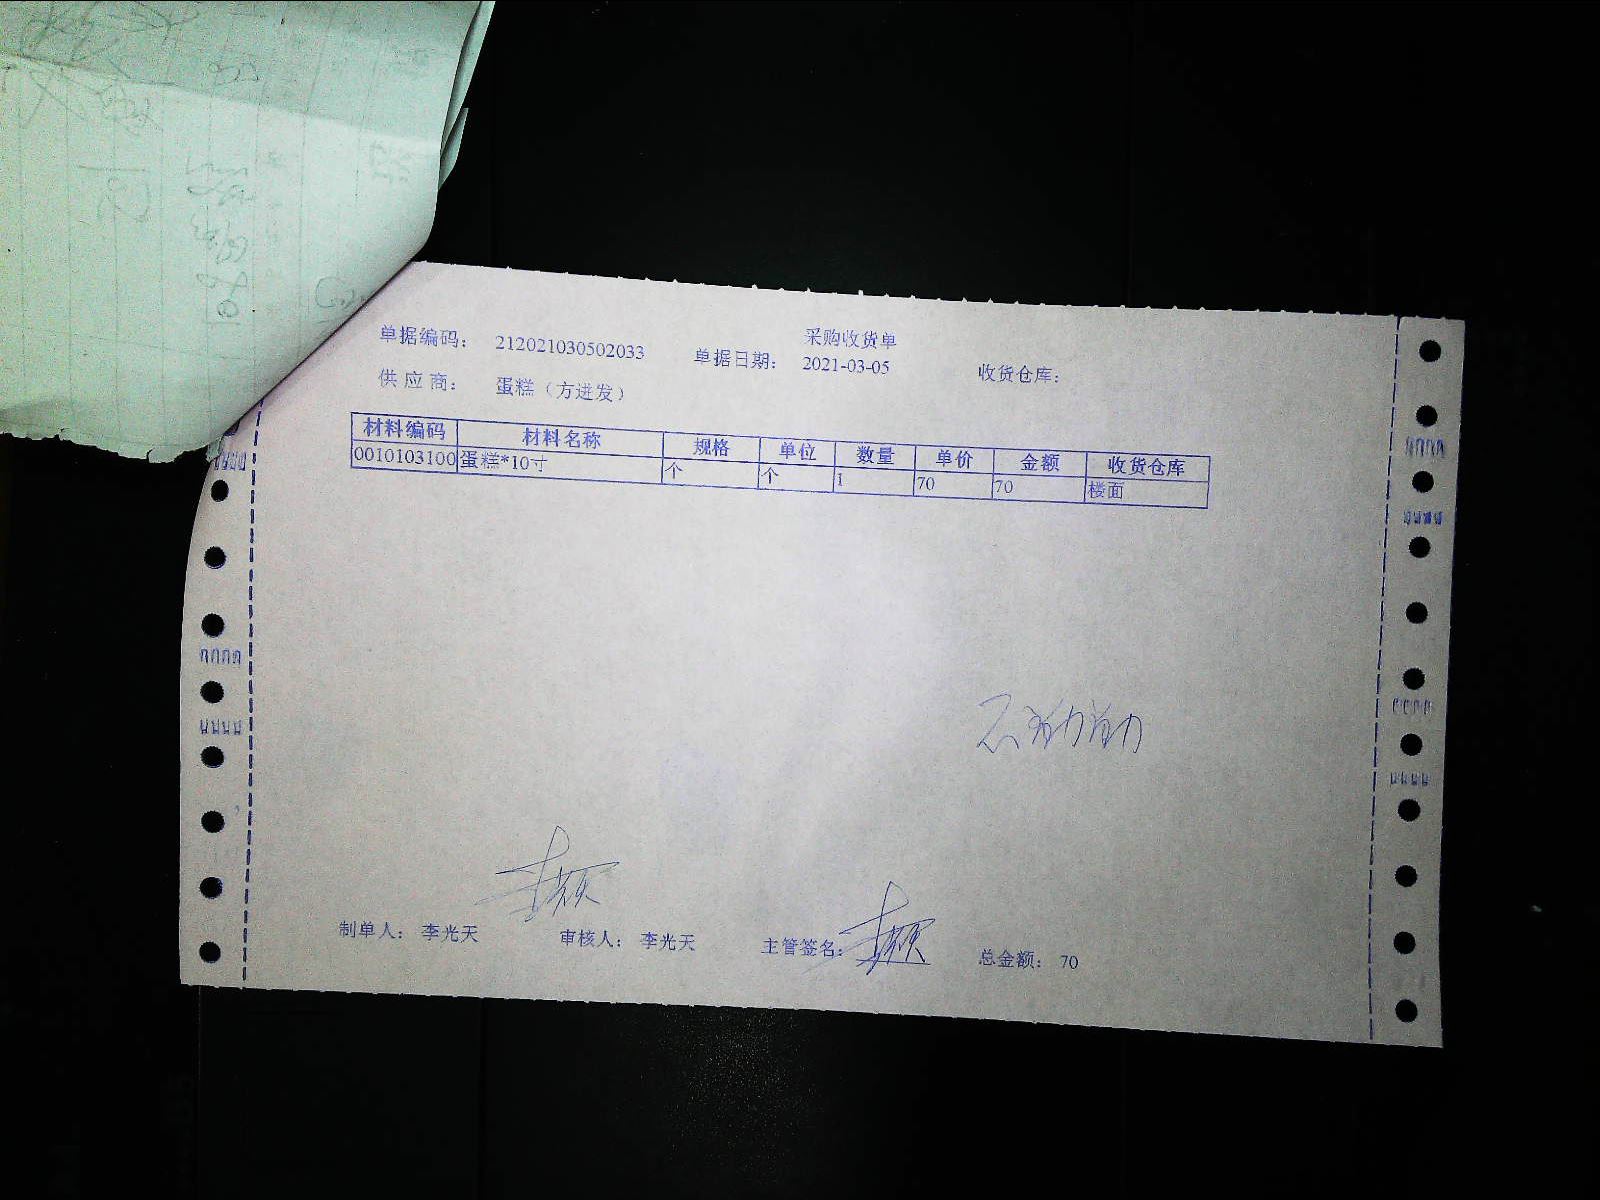 采购收货单
单据编码： 212021030502033 单据日期： 2021-03-05 收货仓库：
供应商： 蛋糕（方进发）
材料编码 材料名称 规格 单位 数量 单价 金额 收货仓库
0010103100 蛋糕*10寸 个 个 1 70 70 楼面
制单人： 李光天 审核人： 李光天 主管签名： 总金额： 70